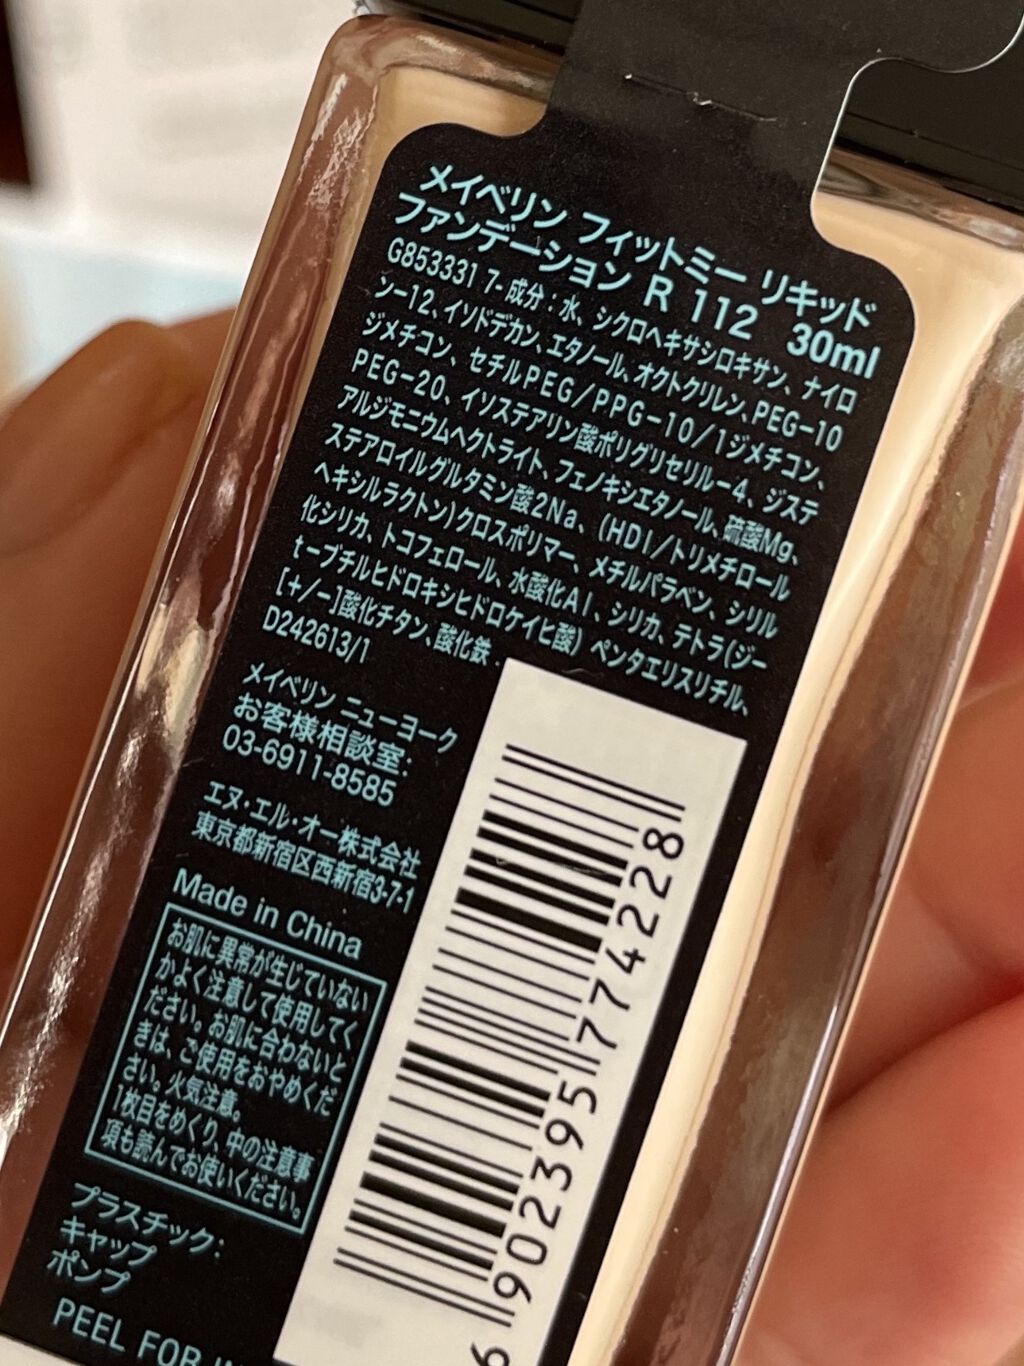 メイベリン フィットミー リキッド
ファンデーション R 112 30ml
G853331 7- 成分 : 水、シクロヘキサシロキサン、ナイロ
ン-12、イソドデカン、エタノール、オクトクリレン、PEG-10
ジメチコン、セチルPEG/PPG-10/1ジメチコン、
PEG-20、イソステアリン酸ポリグリセリル-4、ジステ
アルジモニウムヘクトライト、フェノキシエタノール、硫酸Mg、
ステアロイルグルタミン酸2Na、(HDI/トリメチロール
ヘキシルラクトン)クロスポリマー、メチルパラベン、シリル
化シリカ、トコフェロール、水酸化Al、シリカ、テトラ(ジー
t-ブチルヒドロキシヒドロケイヒ酸) ペンタエリスリチル、
[+/-]酸化チタン、酸化鉄
D242613/1
メイベリン ニューヨーク
お客様相談室:
03-6911-8585
エヌ・エル・オー株式会社
東京都新宿区西新宿3-7-1
Made in China
お肌に異常が生じていない
かよく注意して使用してく
ださい。お肌に合わないと
きは、ご使用をおやめくだ
さい。火気注意。
1枚目をめくり、中の注意事
項も読んでお使いください。
プラスチック:
キャップ
ポンプ
PEEL FOR
6 902395 774228